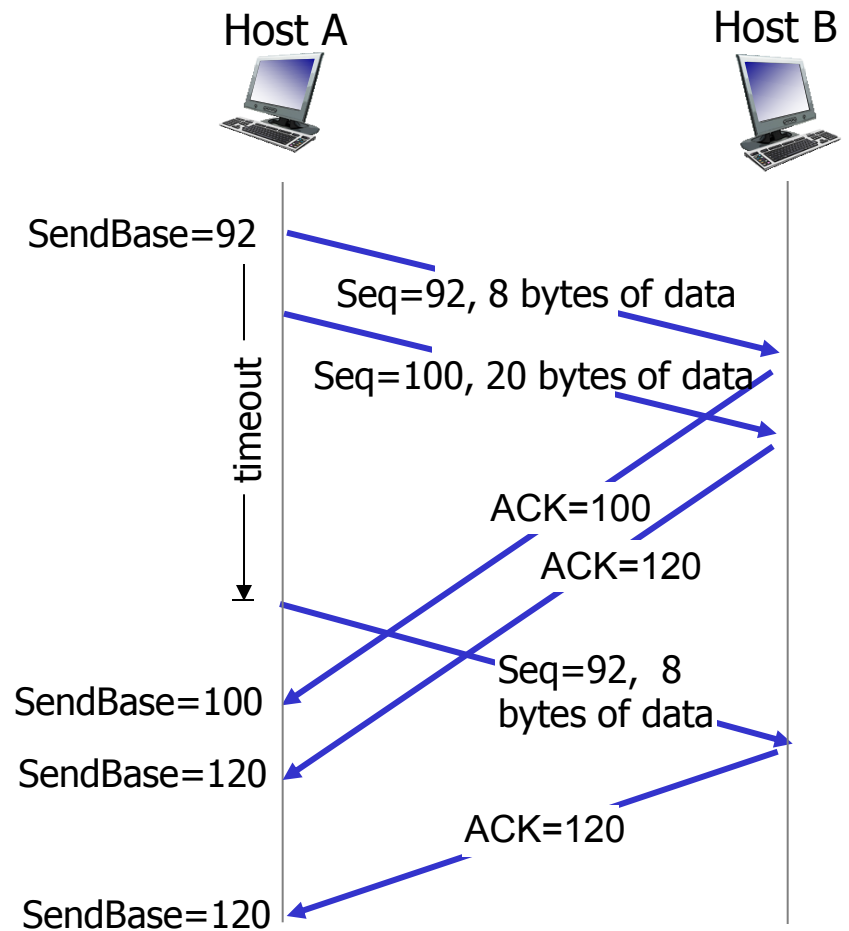 Host A
Host B
SendBase=92
Seq=92, 8 bytes of data
Seq=100, 20 bytes of data
timeout
ACK=100
ACK=120
Seq=92, 8
bytes of data
SendBase=100
SendBase=120
ACK=120
SendBase=120